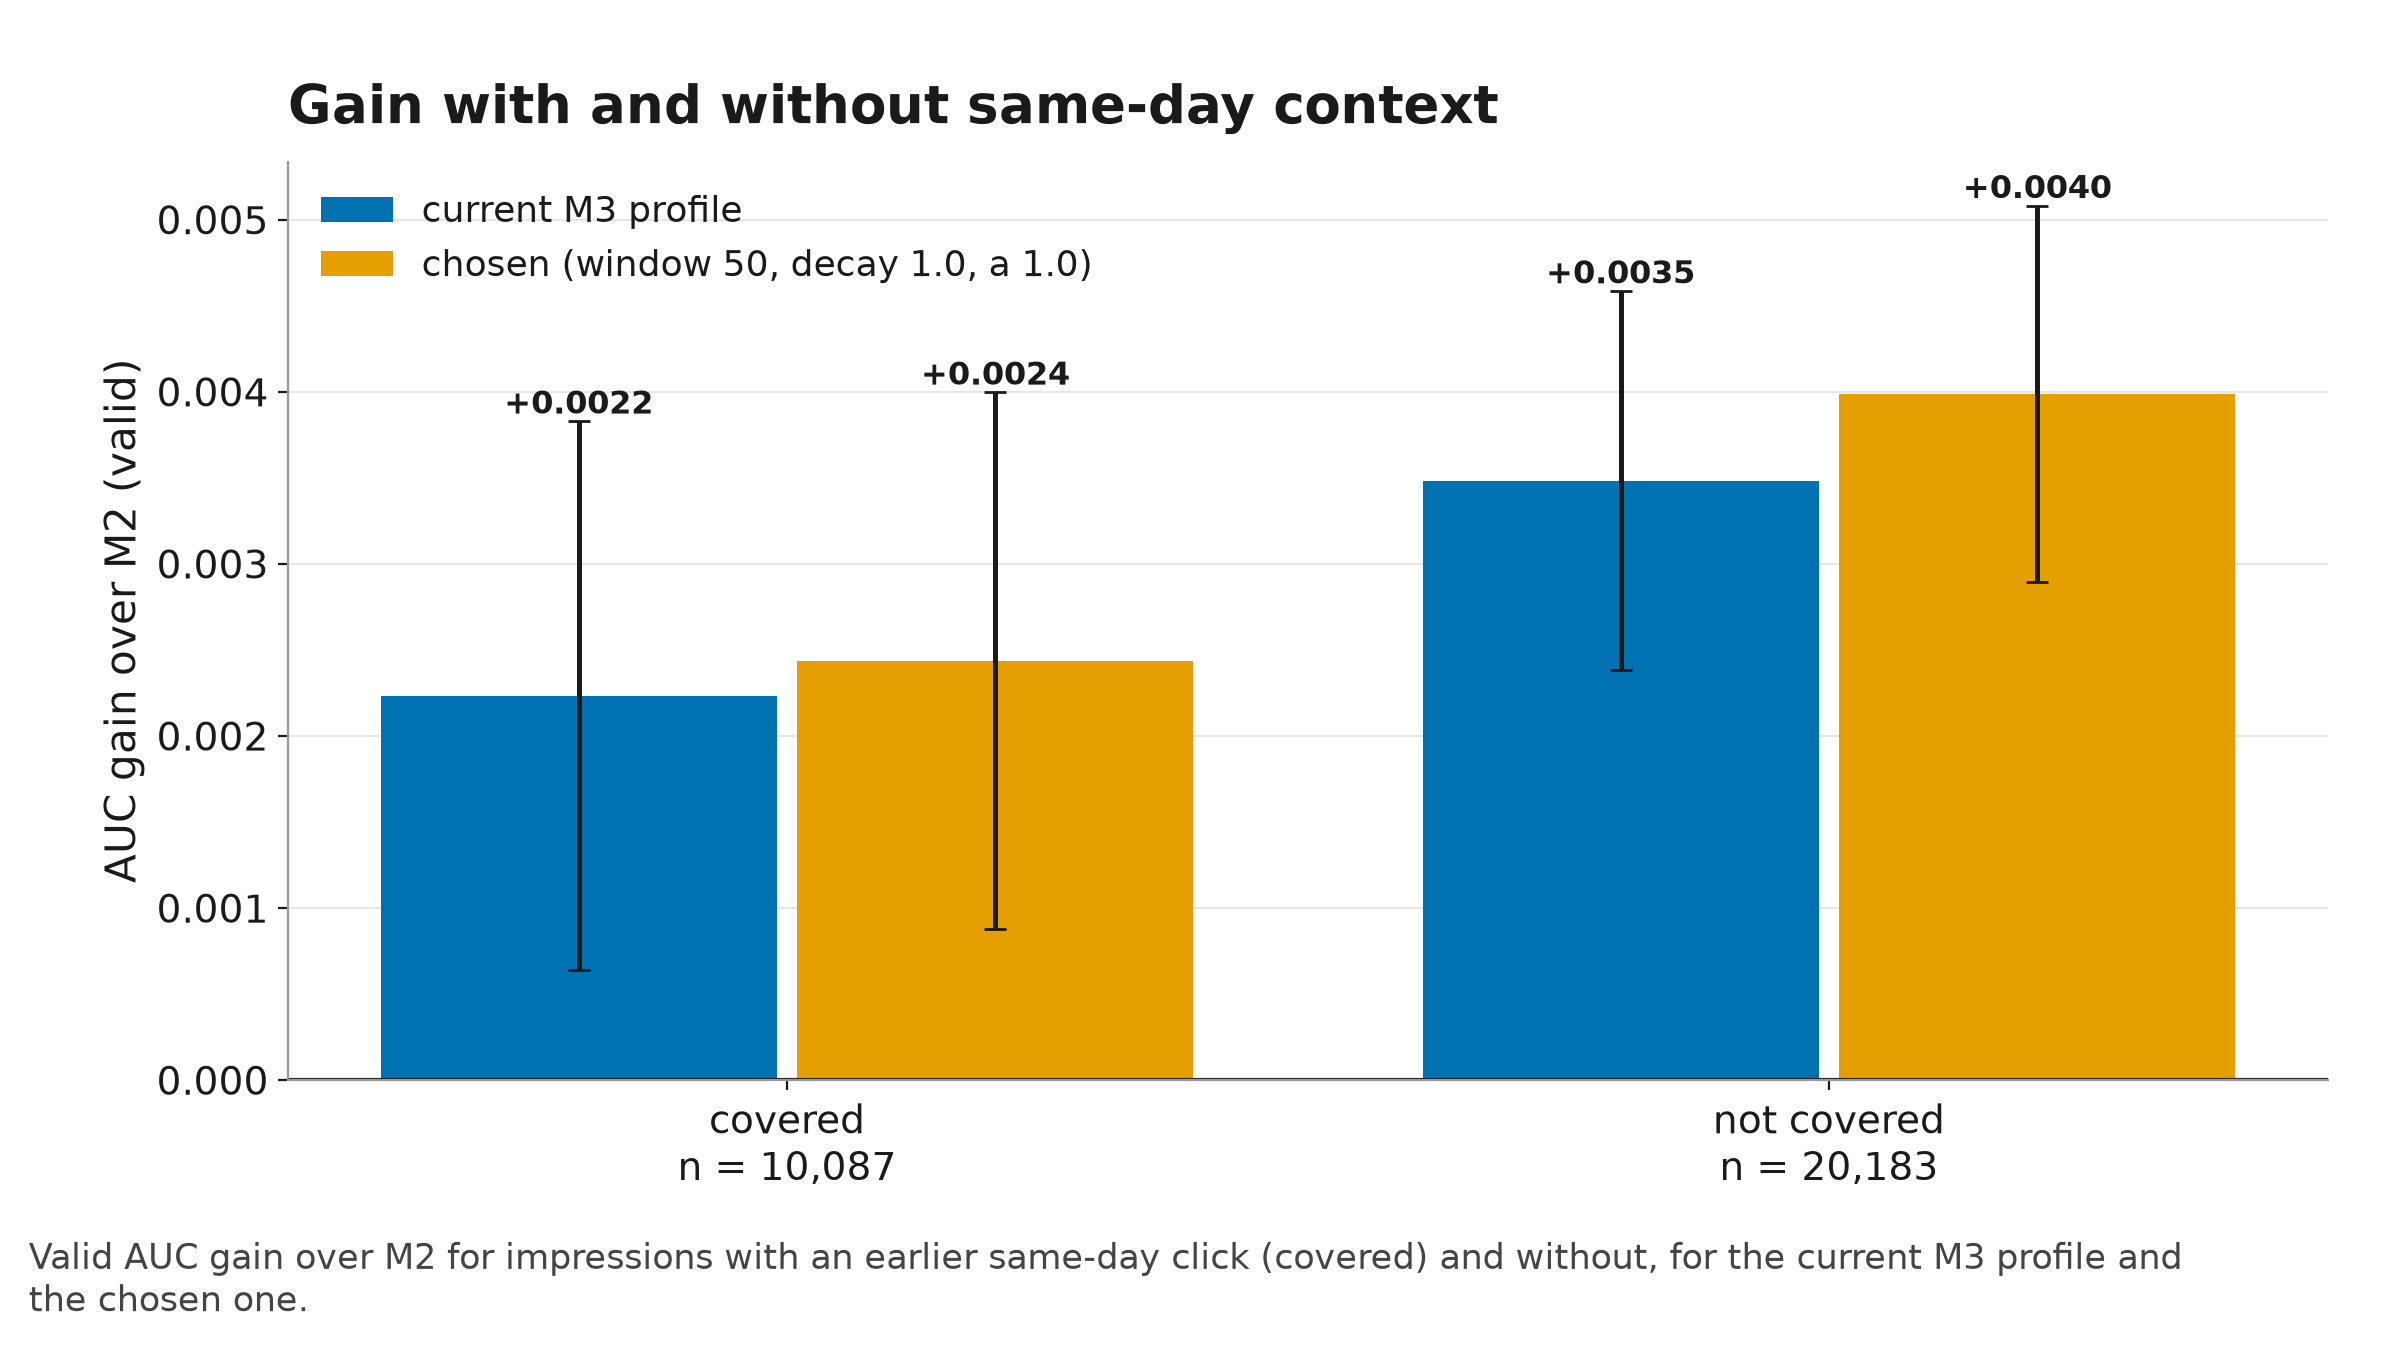 Gain with and without same-day context
current M3 profile
chosen (window 50, decay 1.0, a 1.0)
AUC gain over M2 (valid)
0.005
0.004
0.003
0.002
0.001
0.000
+0.0022
+0.0024
+0.0035
+0.0040
covered
n = 10,087
not covered
n = 20,183
Valid AUC gain over M2 for impressions with an earlier same-day click (covered) and without, for the current M3 profile and
the chosen one.